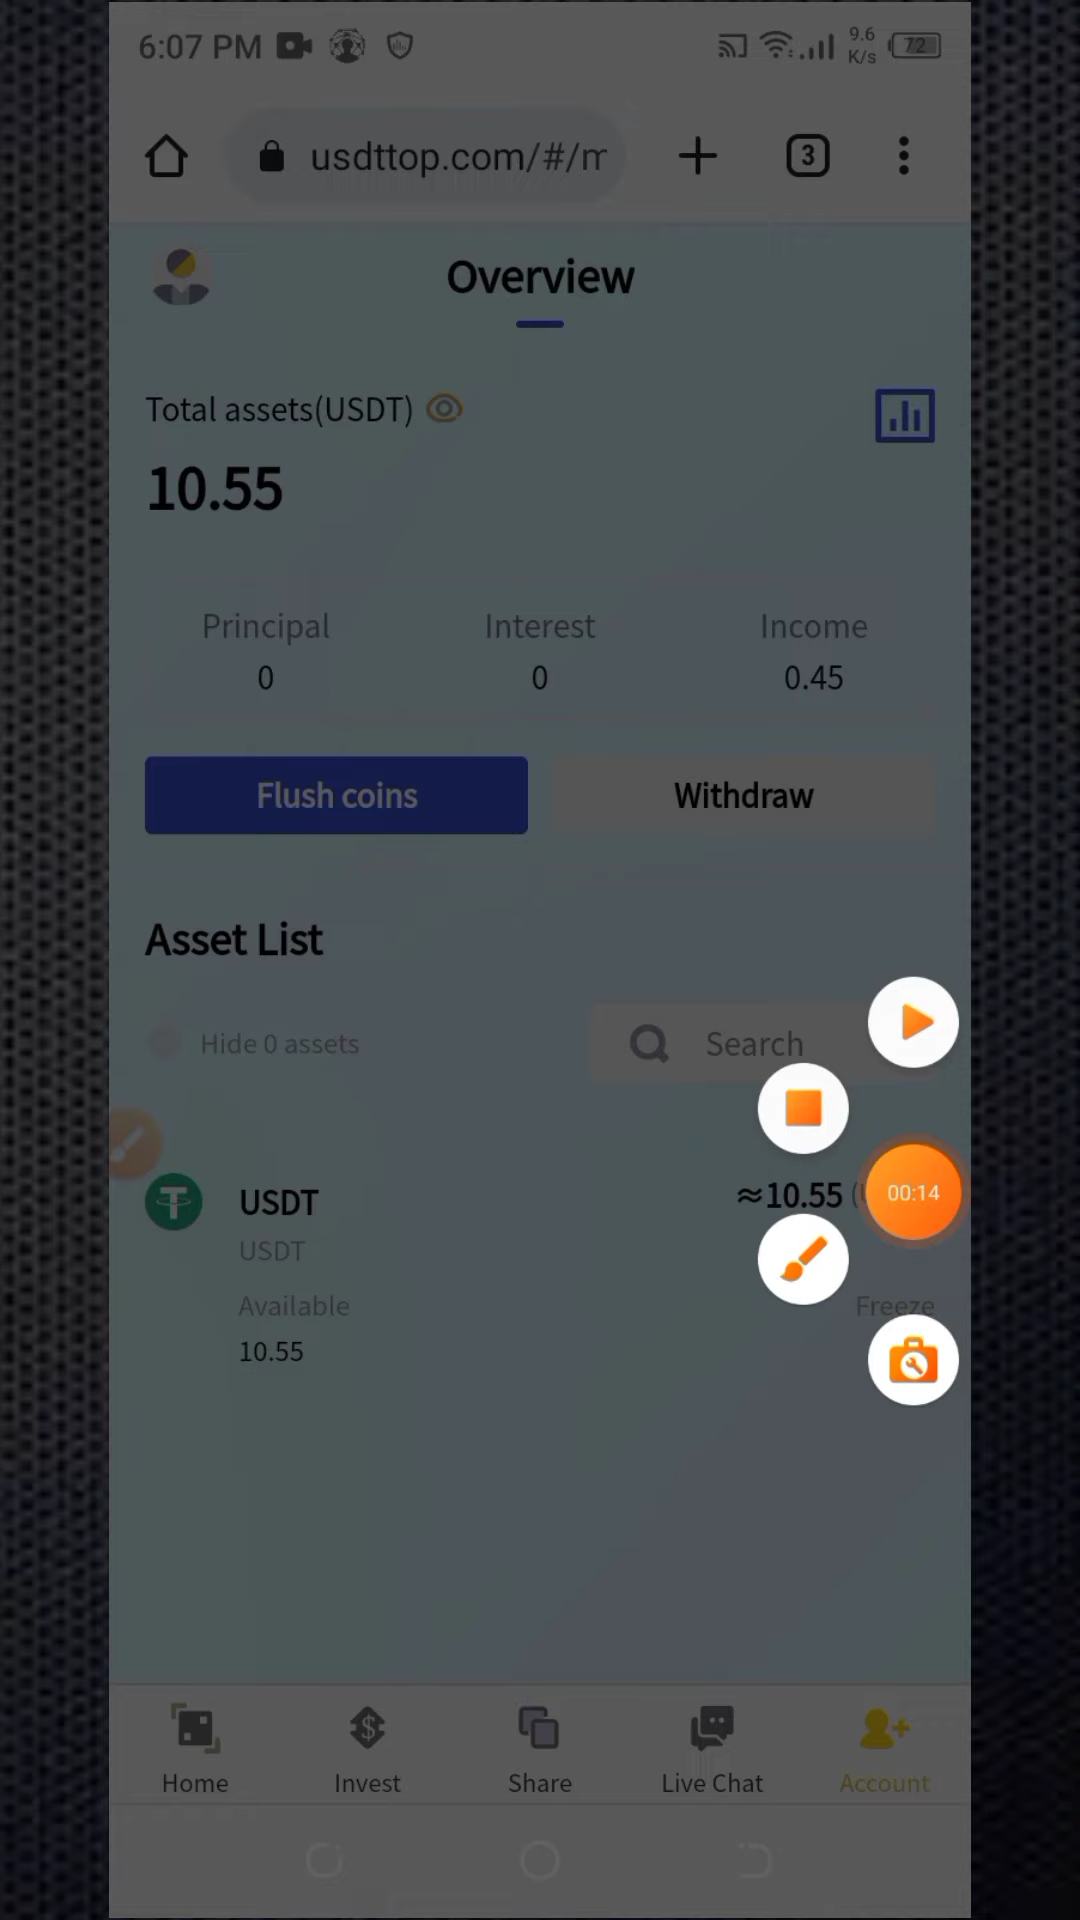 6:07 PM
9.6
K/s
72
usdttop.com/#/m
3
Overview
Total assets(USDT)
10.55
Principal
Interest
Income
0
0
0.45
Flush coins
Withdraw
Asset List
Hide 0 assets
Search
USDT
≈10.55
00:14
USDT
Available
Freeze
10.55
Home
Invest
Share
Live Chat
Account